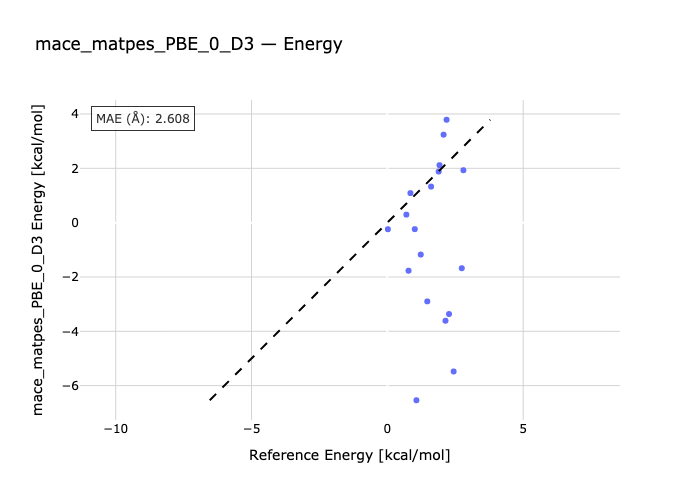 mace_matpes_PBE_0_D3 — Energy
MAE (Å): 2.608
mace_matpes_PBE_0_D3 Energy [kcal/mol]
4
2
0
−2
−4
−6
−10
−5
0
5
Reference Energy [kcal/mol]